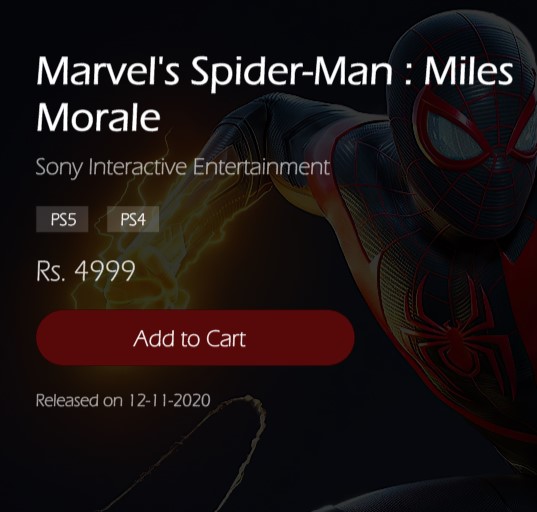 Marvel's Spider-Man : Miles
Morale
Sony Interactive Entertainment
PS5 PS4
Rs. 4999
Add to Cart
Released on 12-11-2020